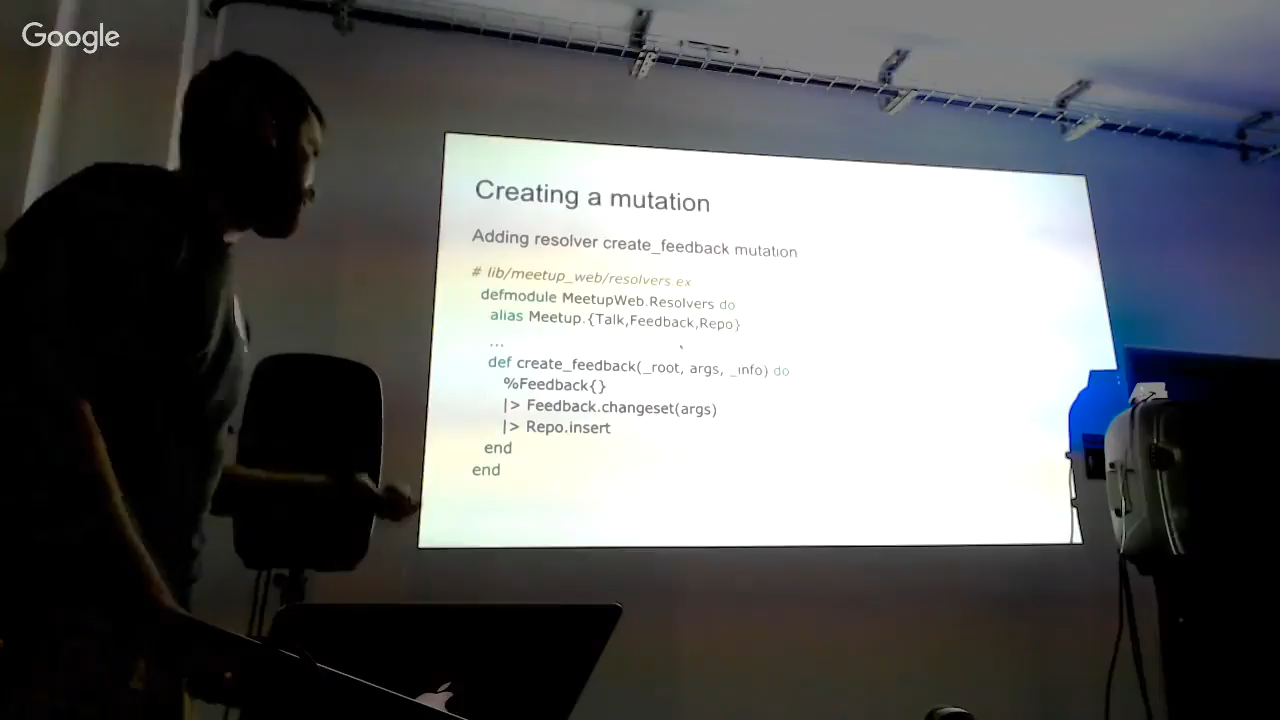 Google
Creating a mutation
Adding resolver create_feedback mutation
# lib/meetup_web/resolvers.ex
defmodule MeetupWeb.Resolvers do
alias Meetup.{Talk,Feedback,Repo}
...
def create_feedback(_root, args, _info) do
%Feedback{}
|> Feedback.changeset(args)
|> Repo.insert
end
end